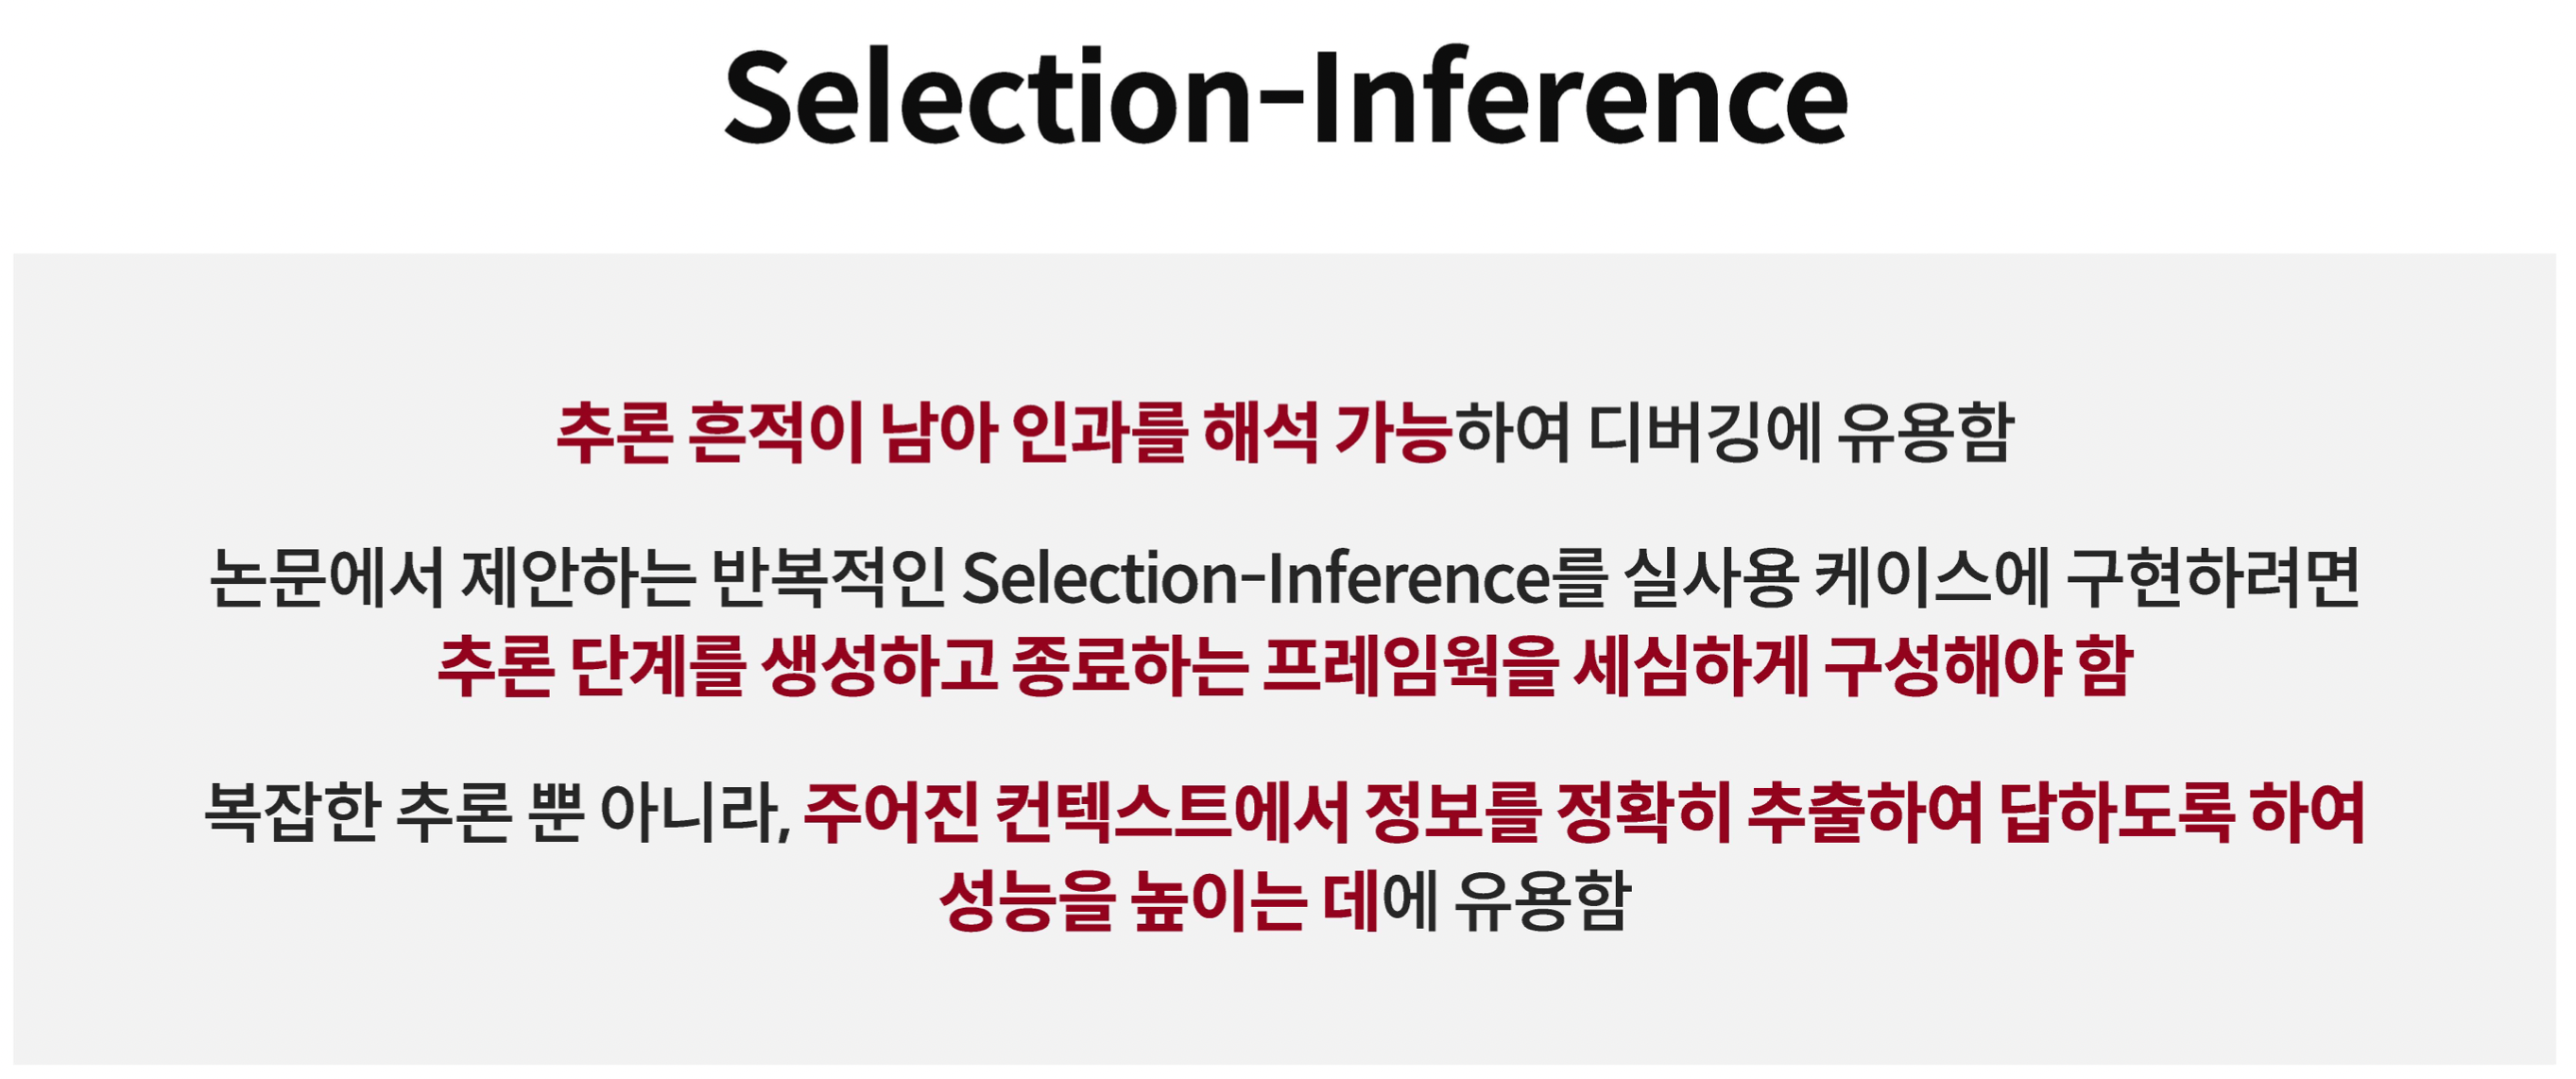 Selection-Inference
추론 흔적이 남아 인과를 해석 가능하여 디버깅에 유용함
논문에서 제안하는 반복적인 Selection-Inference를 실사용 케이스에 구현하려면
추론 단계를 생성하고 종료하는 프레임웍을 세심하게 구성해야 함
복잡한 추론 뿐 아니라, 주어진 컨텍스트에서 정보를 정확히 추출하여 답하도록 하여
성능을 높이는 데에 유용함